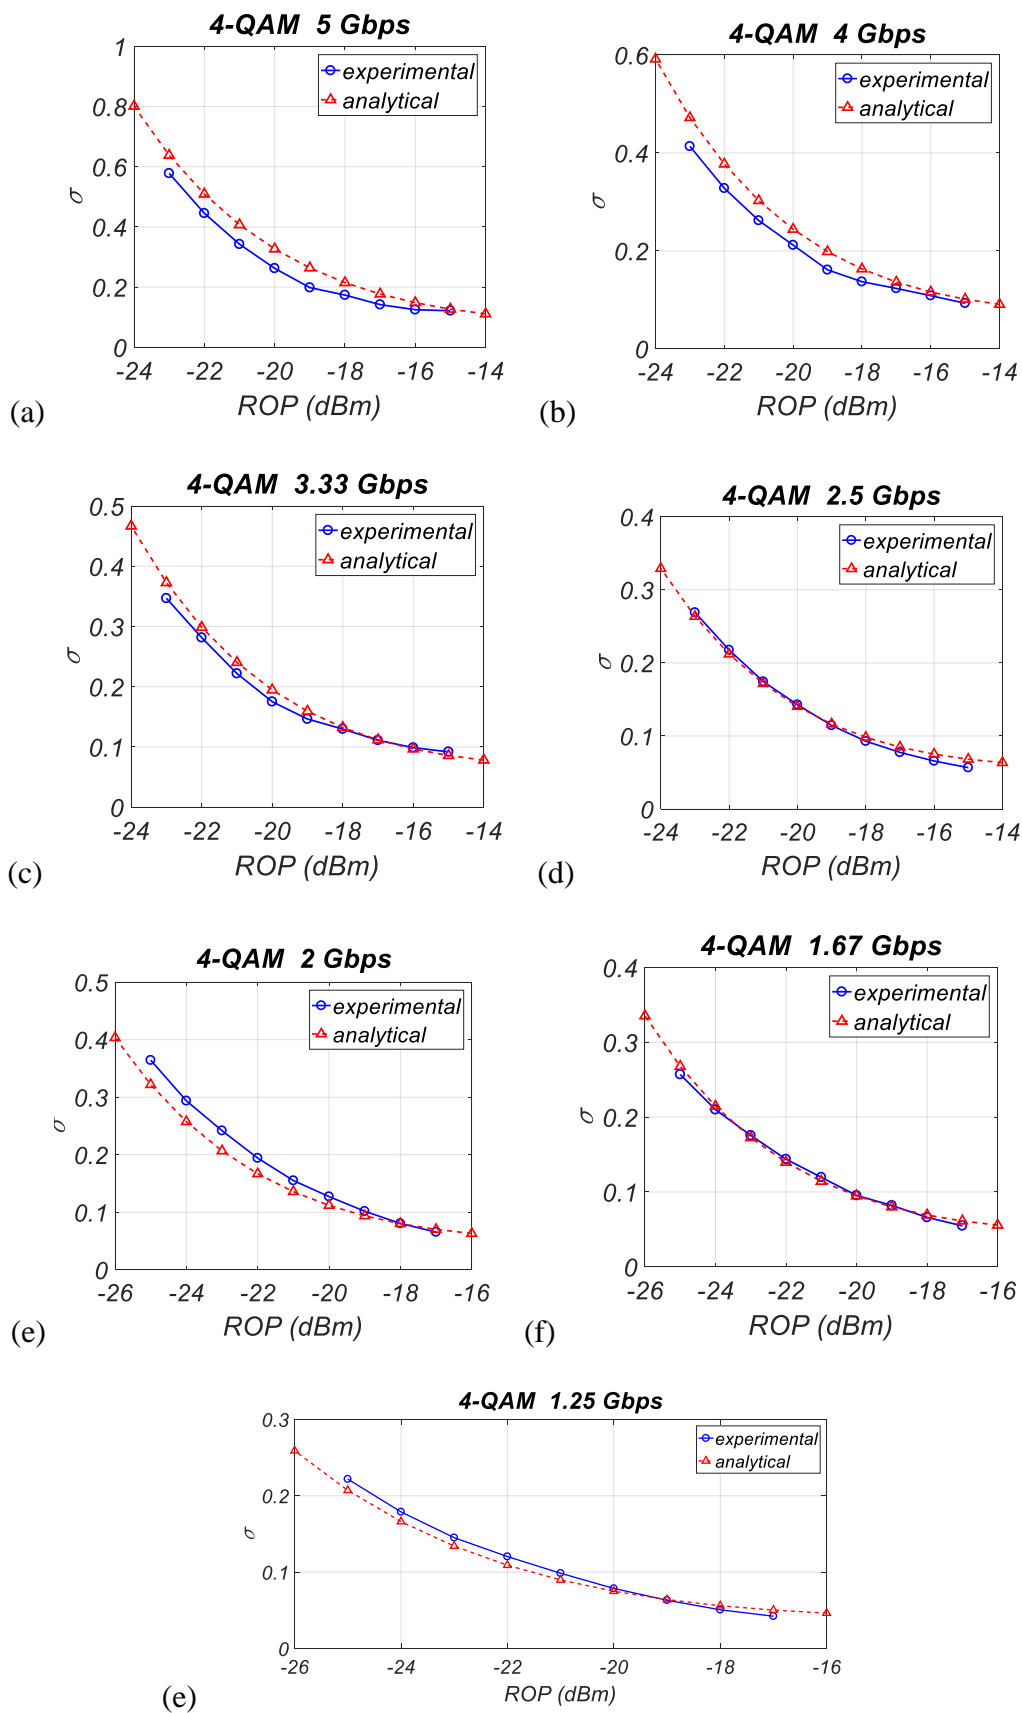 4-QAM 5 Gbps
1
0.8
0.6
0.4
0.2
0
σ
experimental
analytical
-24 -22 -20 -18 -16 -14
ROP (dBm)
(a)
4-QAM 4 Gbps
0.6
0.4
0.2
0
σ
experimental
analytical
-24 -22 -20 -18 -16 -14
ROP (dBm)
(b)
4-QAM 3.33 Gbps
0.5
0.4
0.3
0.2
0.1
0
σ
experimental
analytical
-24 -22 -20 -18 -16 -14
ROP (dBm)
(c)
4-QAM 2.5 Gbps
0.4
0.3
0.2
0.1
0
σ
experimental
analytical
-24 -22 -20 -18 -16 -14
ROP (dBm)
(d)
4-QAM 2 Gbps
0.5
0.4
0.3
0.2
0.1
0
σ
experimental
analytical
-26 -24 -22 -20 -18 -16
ROP (dBm)
(e)
4-QAM 1.67 Gbps
0.4
0.3
0.2
0.1
0
σ
experimental
analytical
-26 -24 -22 -20 -18 -16
ROP (dBm)
(f)
4-QAM 1.25 Gbps
0.3
0.2
0.1
0
σ
experimental
analytical
-26 -24 -22 -20 -18 -16
ROP (dBm)
(e)